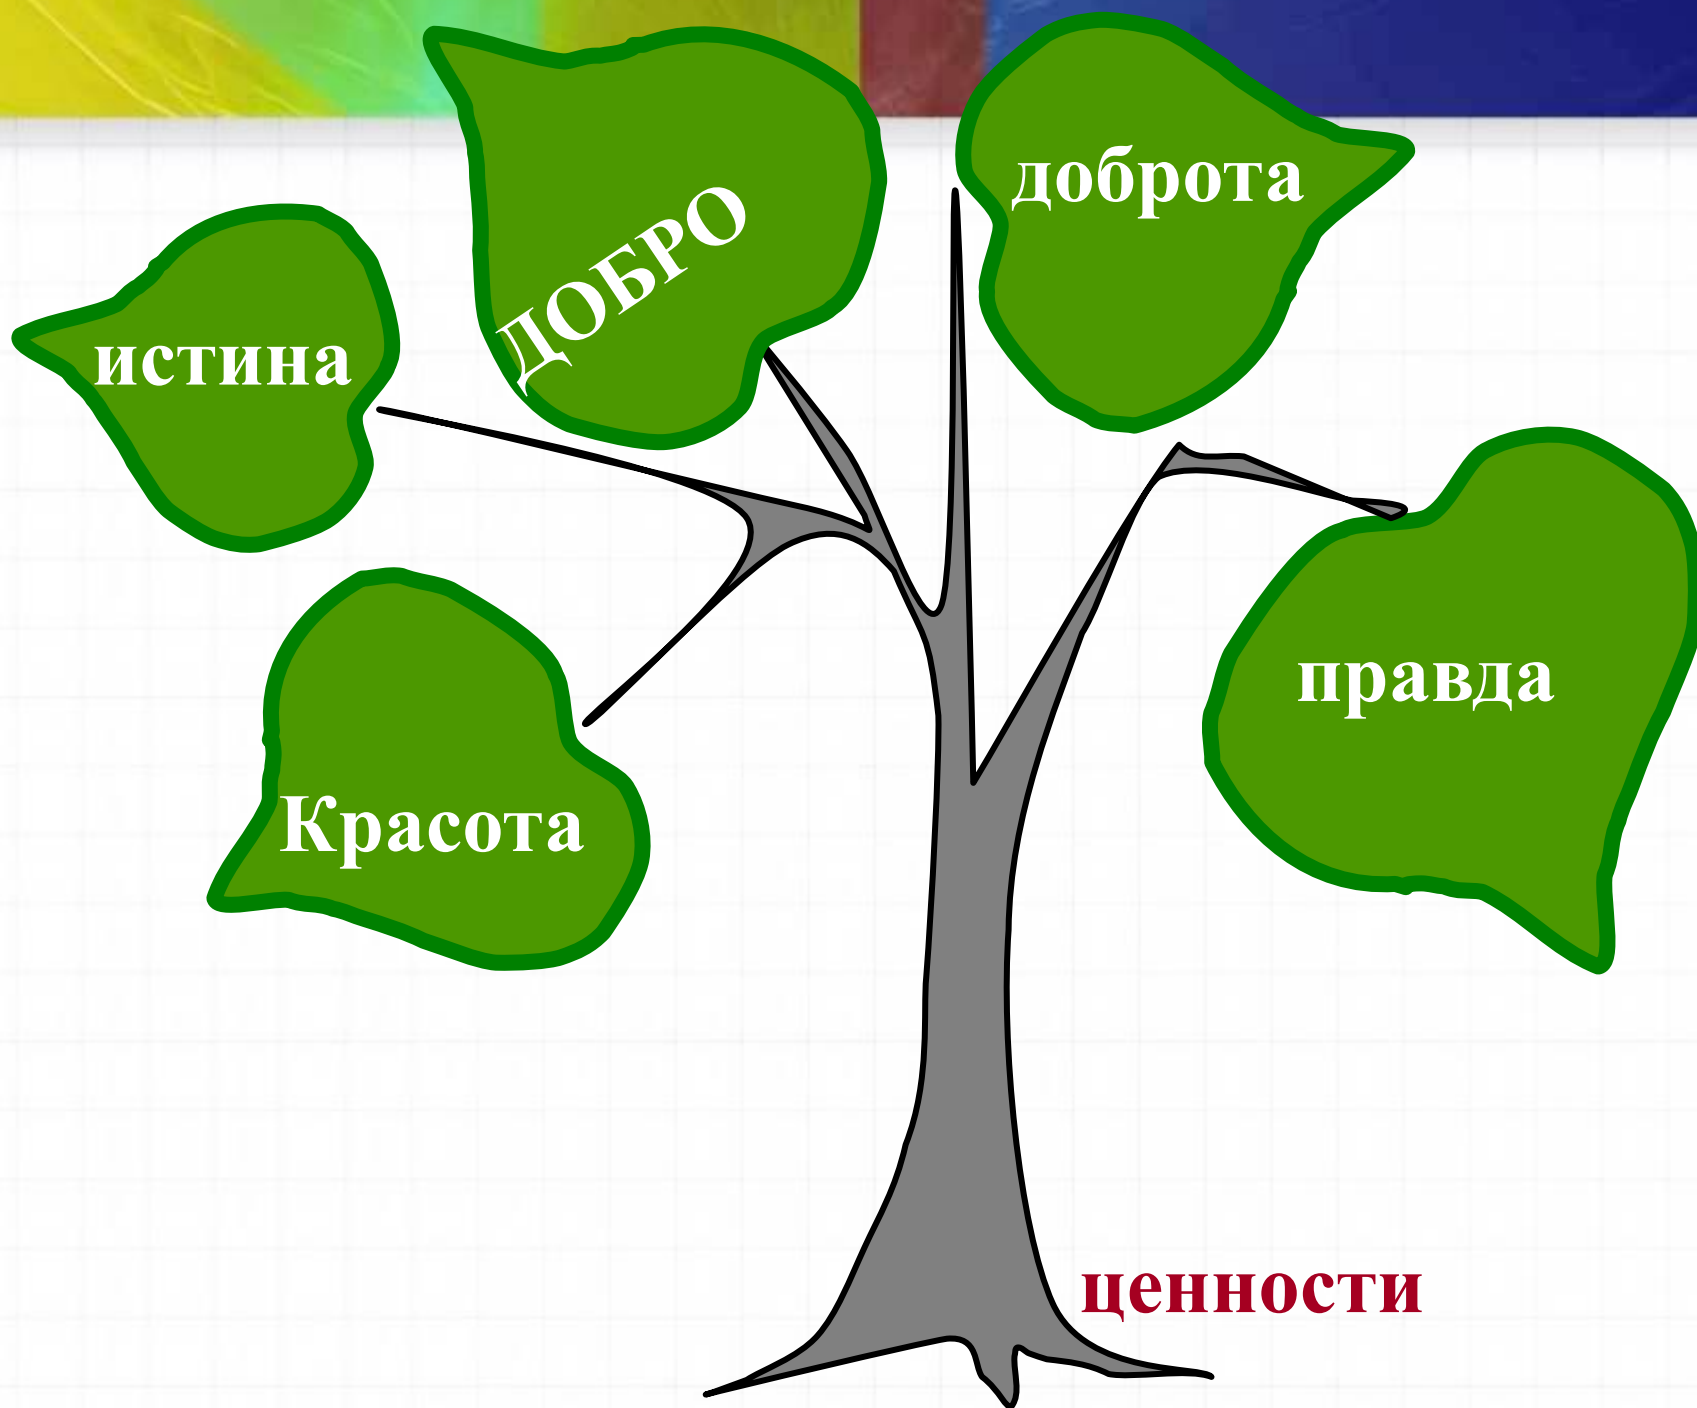 ДОБРО
доброта
истина
правда
Красота
ценности